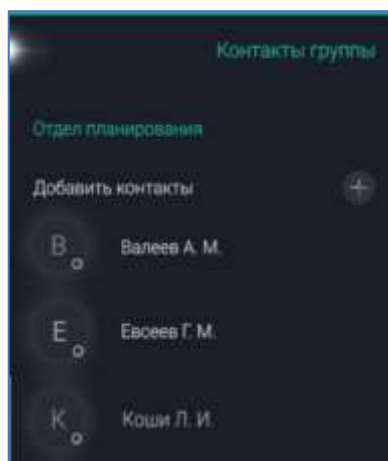 Контакты группы
Отдел планирования
Добавить контакты +
В Валеев А. М.
Е Евсеев Г. М.
К Коши Л. И.